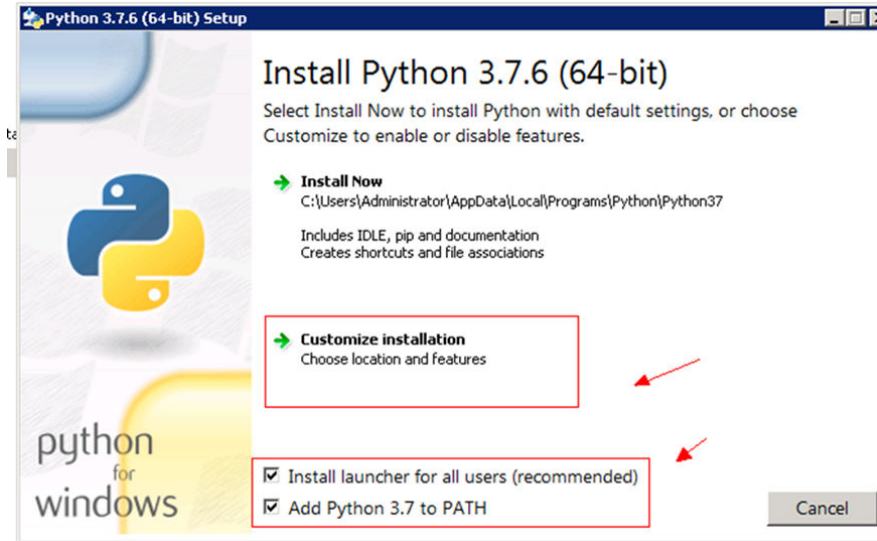 Python 3.7.6 (64-bit) Setup
Install Python 3.7.6 (64-bit)
Select Install Now to install Python with default settings, or choose
Customize to enable or disable features.
Install Now
C:\Users\Administrator\AppData\Local\Programs\Python\Python37
Includes IDLE, pip and documentation
Creates shortcuts and file associations
Customize installation
Choose location and features
python
for
windows
Install launcher for all users (recommended)
Add Python 3.7 to PATH
Cancel